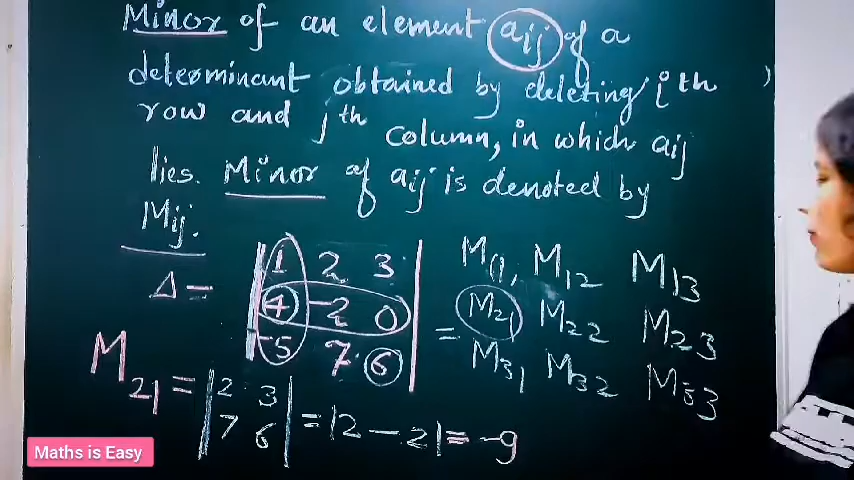 Minor of an element aij of a
determinant obtained by deleting ith
row and jth column, in which aij
lies. Minor of aij is denoted by
Mij.
Δ = | 1 2 3 | M11, M12 M13
| 4 -2 0 | = M21 M22 M23
| 5 7 6 | M31 M32 M33
M21 = | 2 3 | = 12 - 21 = -9
| 7 6 |
Maths is Easy